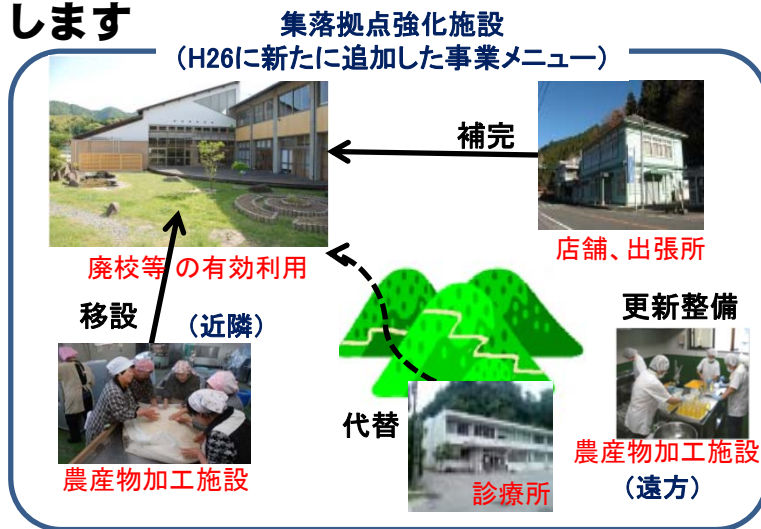 します
集落拠点強化施設
（H26に新たに追加した事業メニュー）
補完
店舗、出張所
廃校等の有効利用
移設
（近隣）
更新整備
農産物加工施設
代替
診療所
農産物加工施設
（遠方）